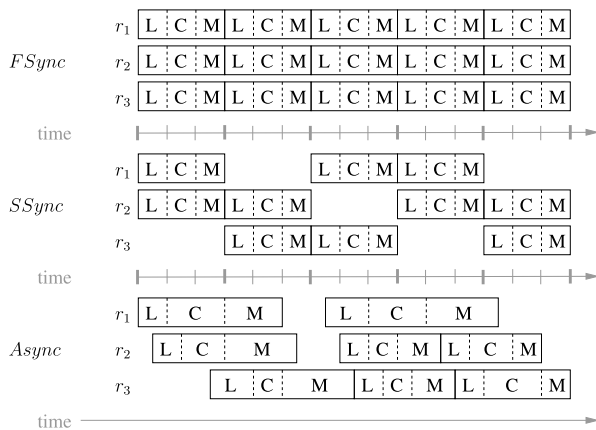 r1 L C M L C M L C M L C M L C M
FSync r2 L C M L C M L C M L C M L C M
r3 L C M L C M L C M L C M L C M
time
r1 L C M L C M L C M
SSync r2 L C M L C M L C M L C M
r3 L C M L C M L C M
time
r1 L C M L C M
Async r2 L C M L C M L C M
r3 L C M L C M L C M
time